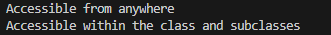 Accessible from anywhere
Accessible within the class and subclasses